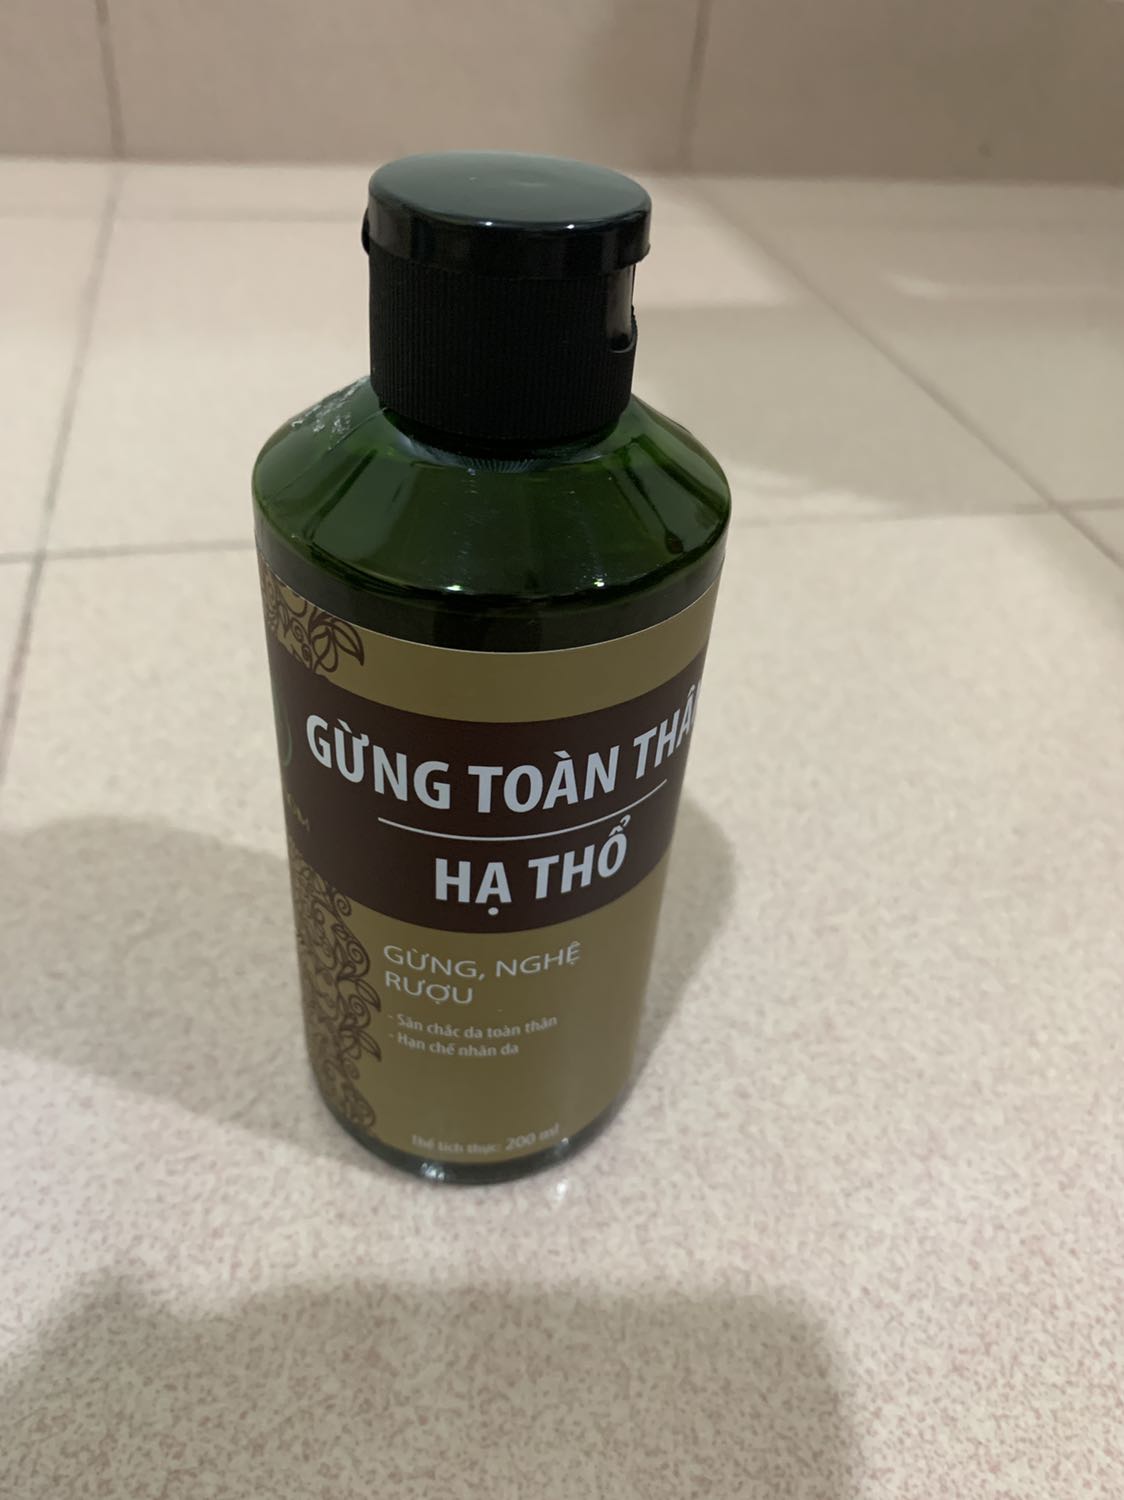 GỪNG TOÀN THÂN
HẠ THỔ
GỪNG, NGHỆ
RƯỢU
- Săn chắc da toàn thân
- Hạn chế nhăn da
Thể tích thực: 200 ml